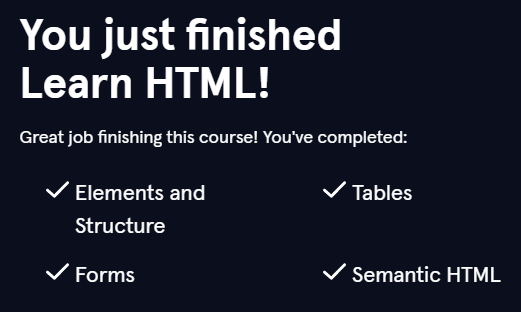 You just finished
Learn HTML!
Great job finishing this course! You've completed:
Elements and
Structure
Tables
Forms
Semantic HTML